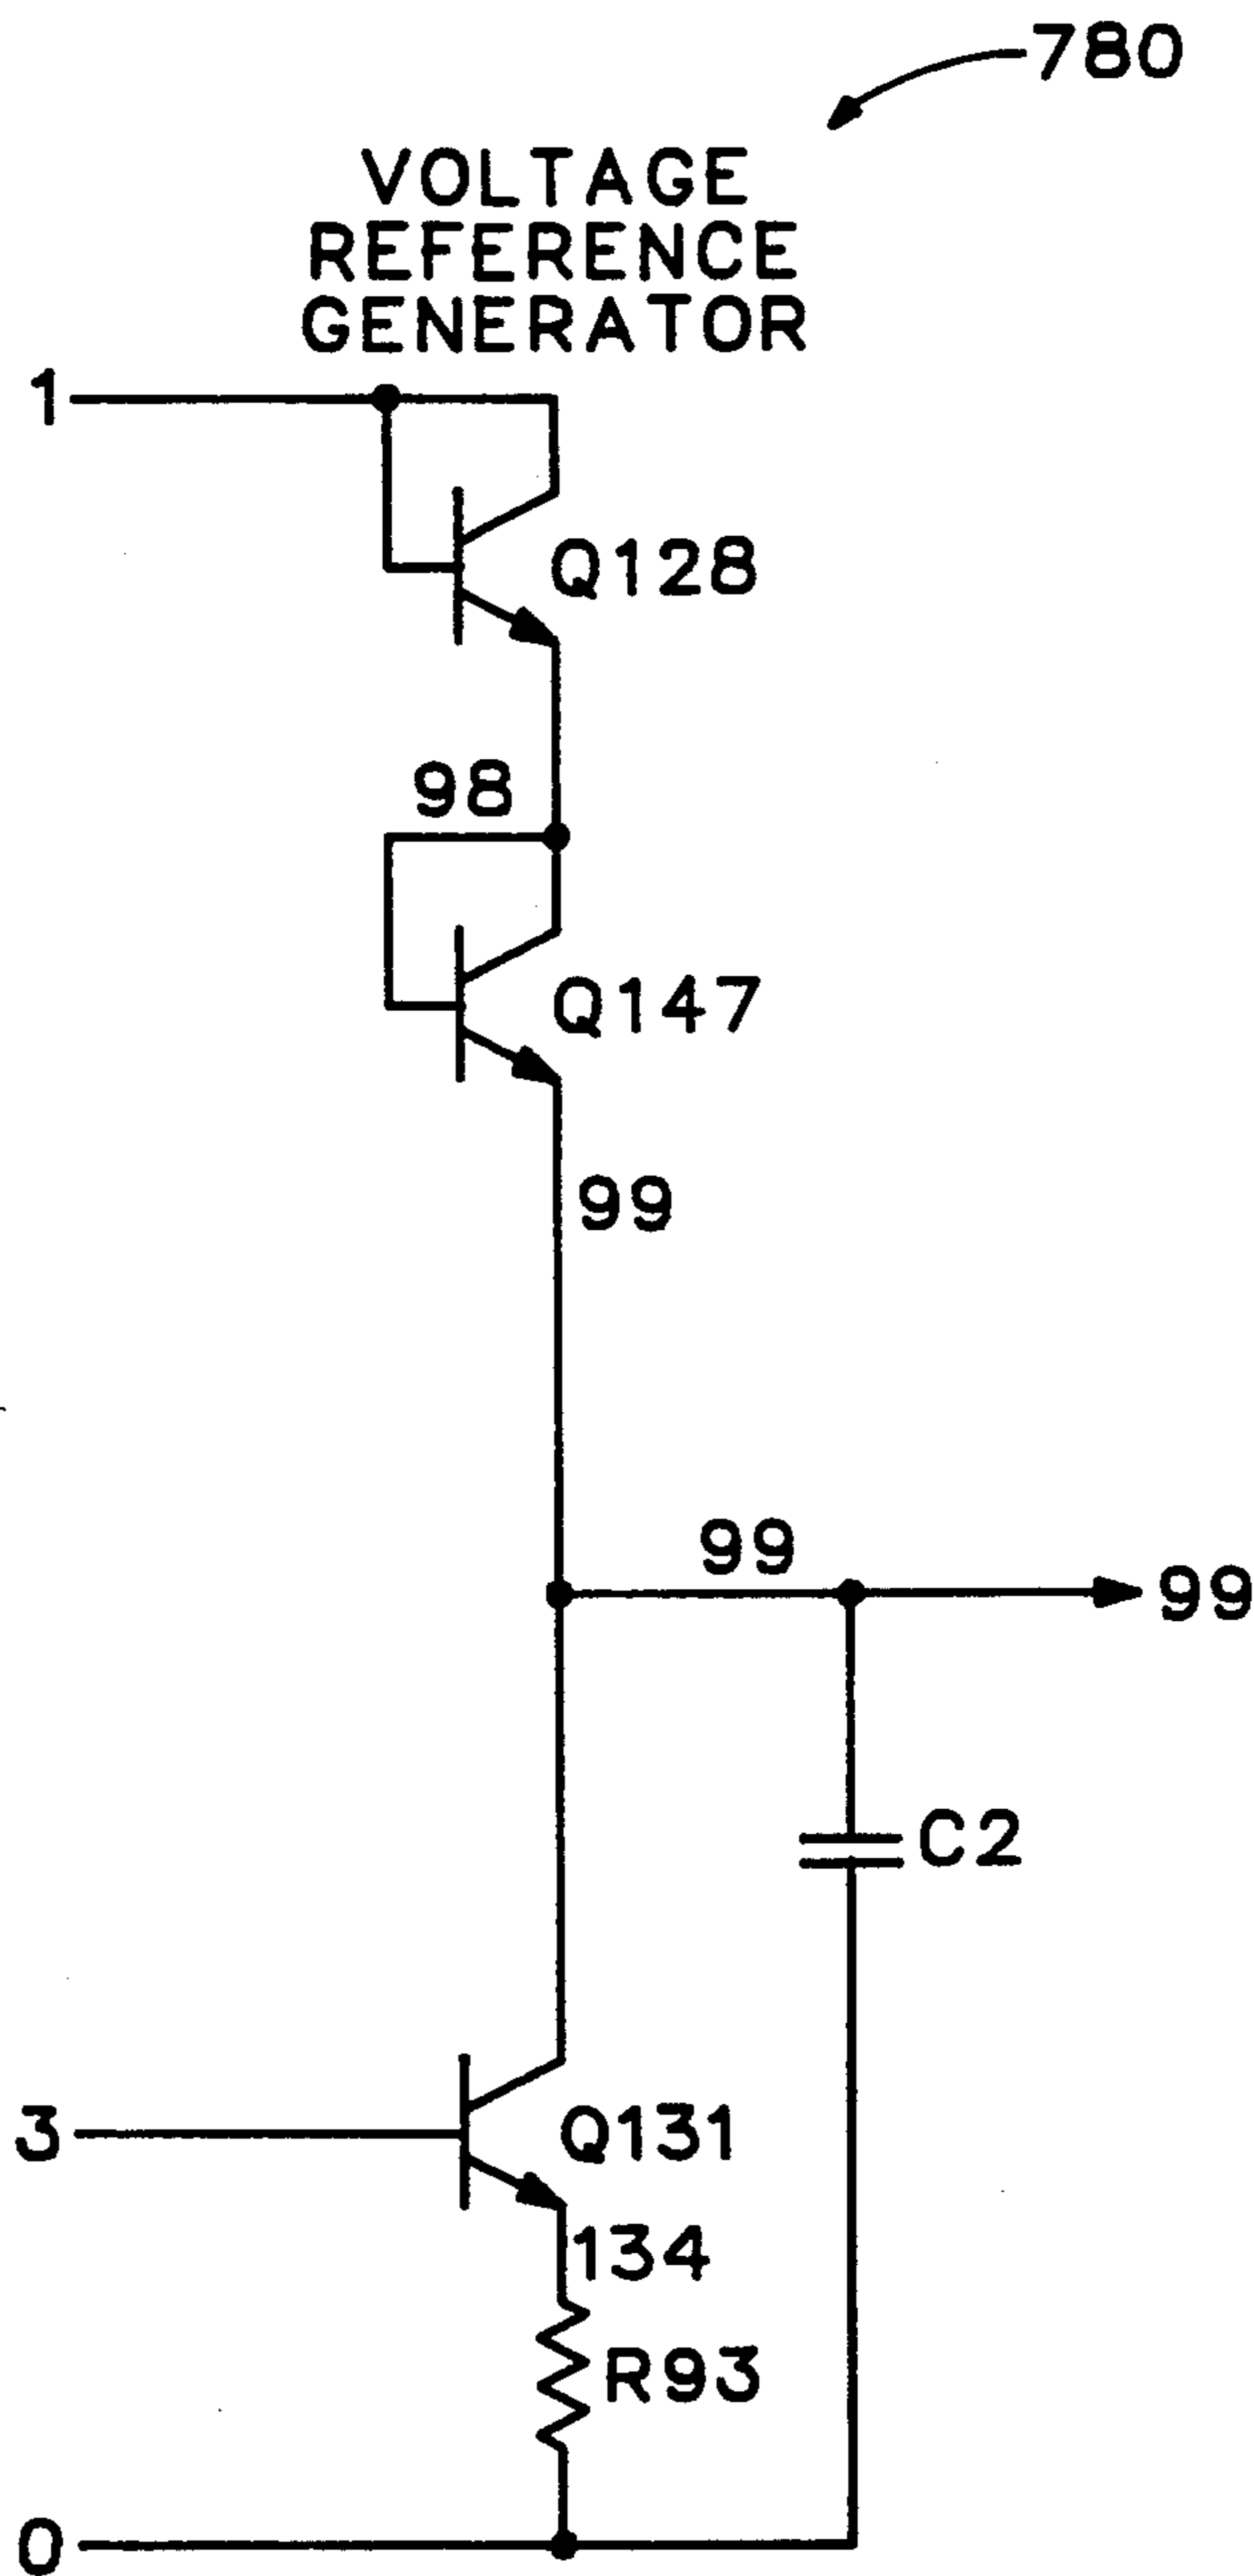 780
VOLTAGE
REFERENCE
GENERATOR
1
Q128
98
Q147
99
99
99
C2
3
Q131
134
R93
0